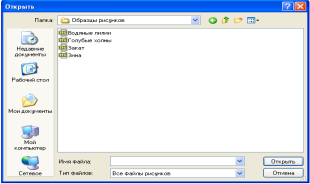 Открыть
Папка: Образцы рисунков
Водяные лилии
Голубые холмы
Закат
Зима
Недавние документы
Рабочий стол
Мои документы
Мой компьютер
Сетевое
Имя файла: Открыть
Тип файлов: Все файлы рисунков Отмена